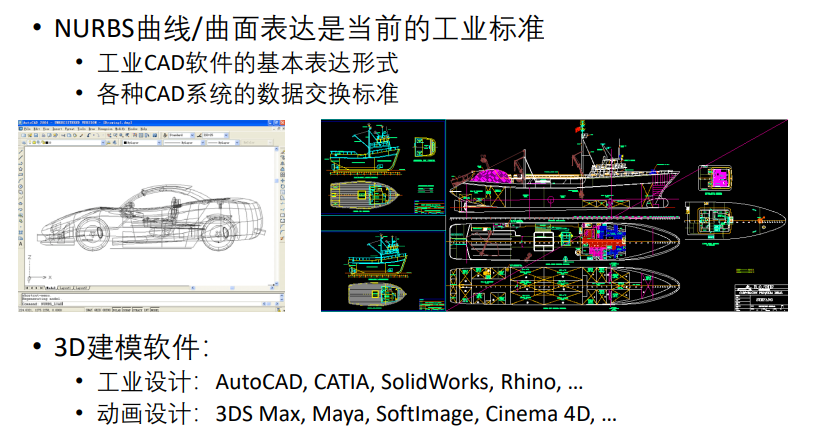 NURBS曲线/曲面表达是当前的工业标准
工业CAD软件的基本表达形式
各种CAD系统的数据交换标准
3D建模软件：
工业设计：AutoCAD, CATIA, SolidWorks, Rhino, …
动画设计：3DS Max, Maya, SoftImage, Cinema 4D, …